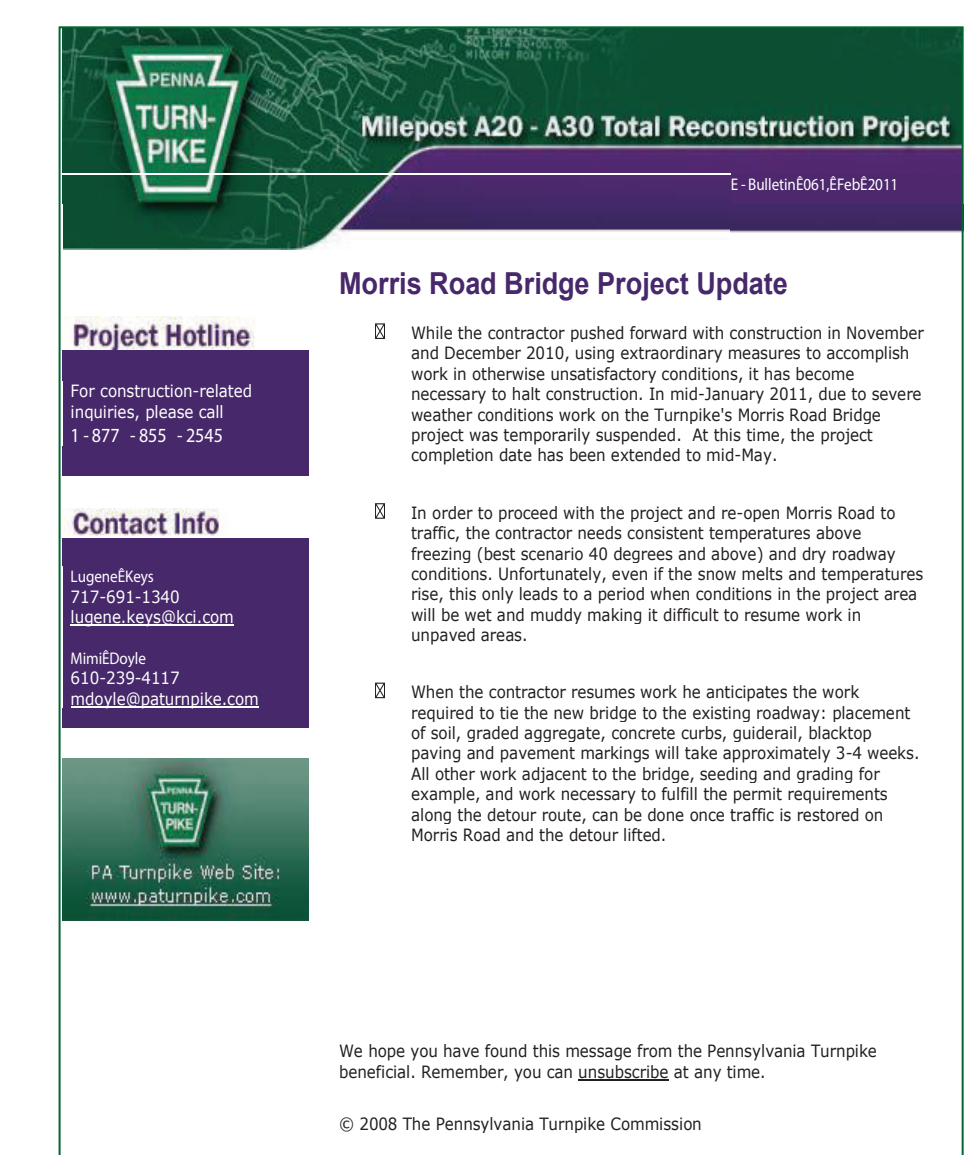 PENNA
TURN-
PIKE
Milepost A20 - A30 Total Reconstruction Project
E - BulletinÊ061,ÊFebÊ2011
Morris Road Bridge Project Update
Project Hotline
For construction-related
inquiries, please call
1 - 877 - 855 - 2545
Contact Info
LugeneÊKeys
717-691-1340
lugene.keys@kci.com
MimiÊDoyle
610-239-4117
mdoyle@paturnpike.com
PENNA
TURN-
PIKE
PA Turnpike Web Site:
www.paturnpike.com
While the contractor pushed forward with construction in November
and December 2010, using extraordinary measures to accomplish
work in otherwise unsatisfactory conditions, it has become
necessary to halt construction. In mid-January 2011, due to severe
weather conditions work on the Turnpike's Morris Road Bridge
project was temporarily suspended.  At this time, the project
completion date has been extended to mid-May.
In order to proceed with the project and re-open Morris Road to
traffic, the contractor needs consistent temperatures above
freezing (best scenario 40 degrees and above) and dry roadway
conditions. Unfortunately, even if the snow melts and temperatures
rise, this only leads to a period when conditions in the project area
will be wet and muddy making it difficult to resume work in
unpaved areas.
When the contractor resumes work he anticipates the work
required to tie the new bridge to the existing roadway: placement
of soil, graded aggregate, concrete curbs, guiderail, blacktop
paving and pavement markings will take approximately 3-4 weeks.
All other work adjacent to the bridge, seeding and grading for
example, and work necessary to fulfill the permit requirements
along the detour route, can be done once traffic is restored on
Morris Road and the detour lifted.
We hope you have found this message from the Pennsylvania Turnpike
beneficial. Remember, you can unsubscribe at any time.
© 2008 The Pennsylvania Turnpike Commission